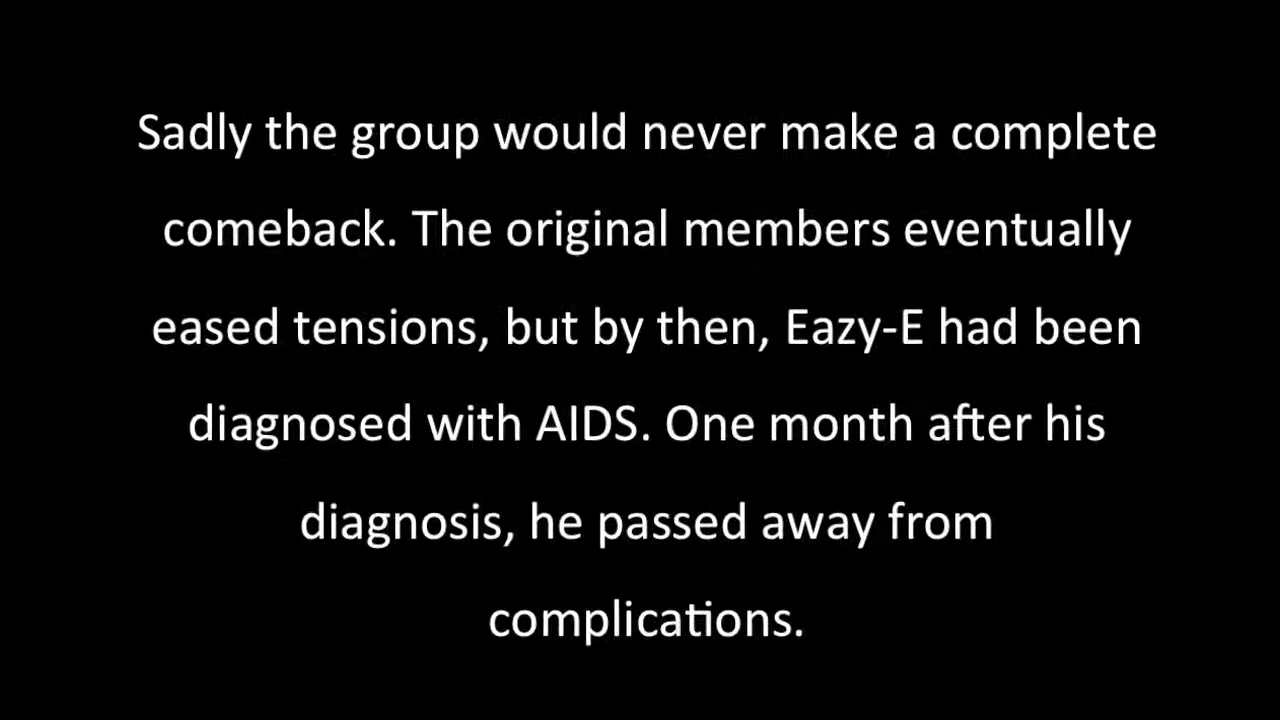 Sadly the group would never make a complete
comeback. The original members eventually
eased tensions, but by then, Eazy-E had been
diagnosed with AIDS. One month after his
diagnosis, he passed away from
complications.